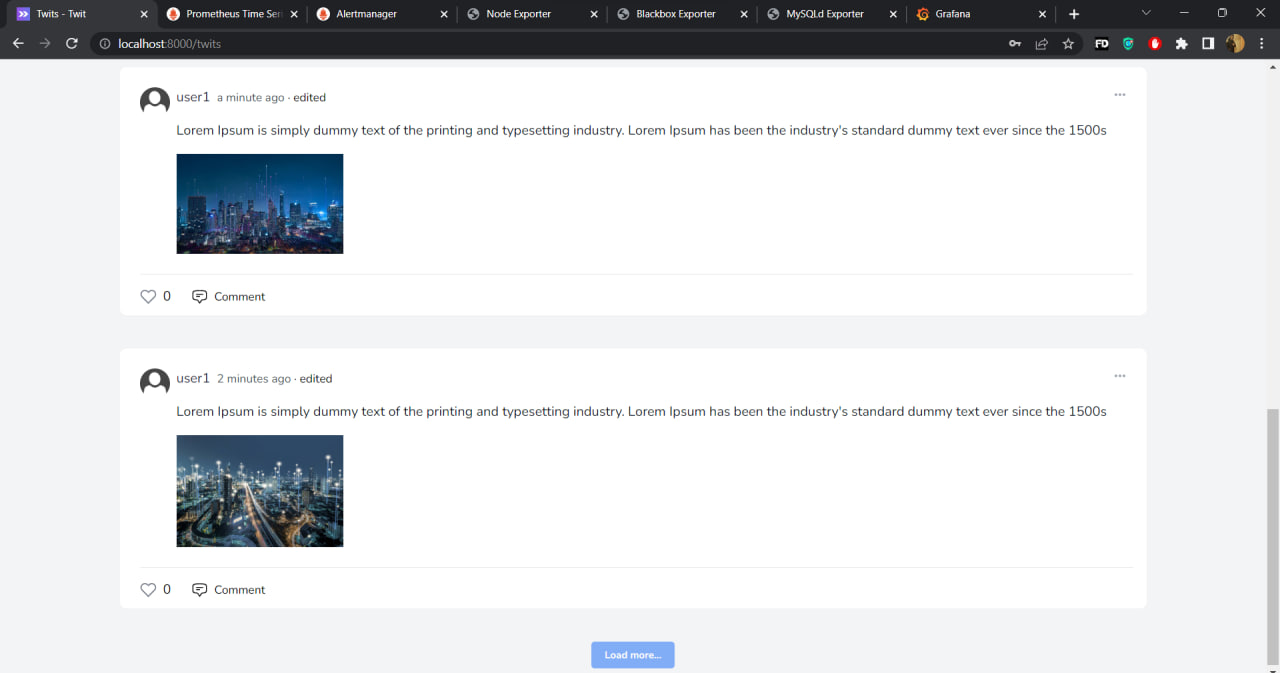 Twits - Twit
Prometheus Time Seri
Alertmanager
Node Exporter
Blackbox Exporter
MySQLd Exporter
Grafana
localhost:8000/twits
FD
user1 a minute ago · edited
Lorem Ipsum is simply dummy text of the printing and typesetting industry. Lorem Ipsum has been the industry's standard dummy text ever since the 1500s
0 Comment
user1 2 minutes ago · edited
Lorem Ipsum is simply dummy text of the printing and typesetting industry. Lorem Ipsum has been the industry's standard dummy text ever since the 1500s
0 Comment
Load more...